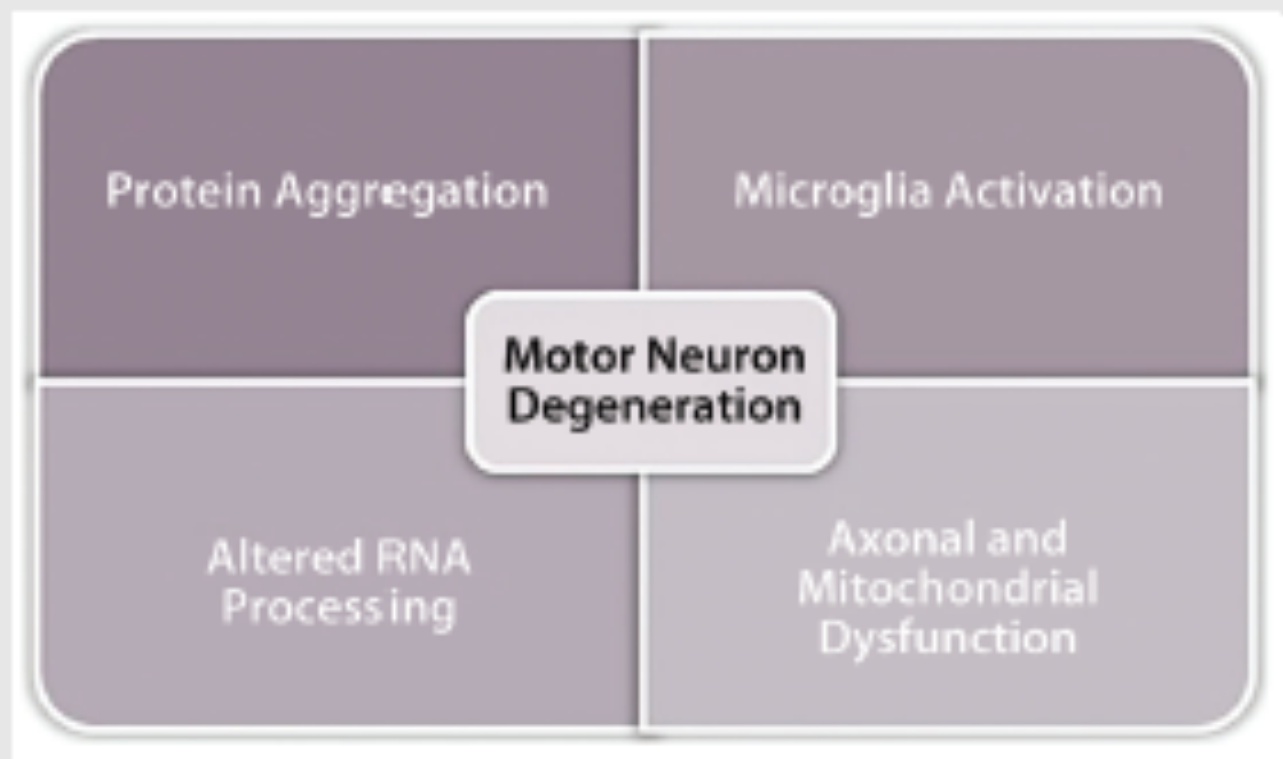 Protein Aggregation
Microglia Activation
Motor Neuron
Degeneration
Altered RNA
Processing
Axonal and
Mitochondrial
Dysfunction